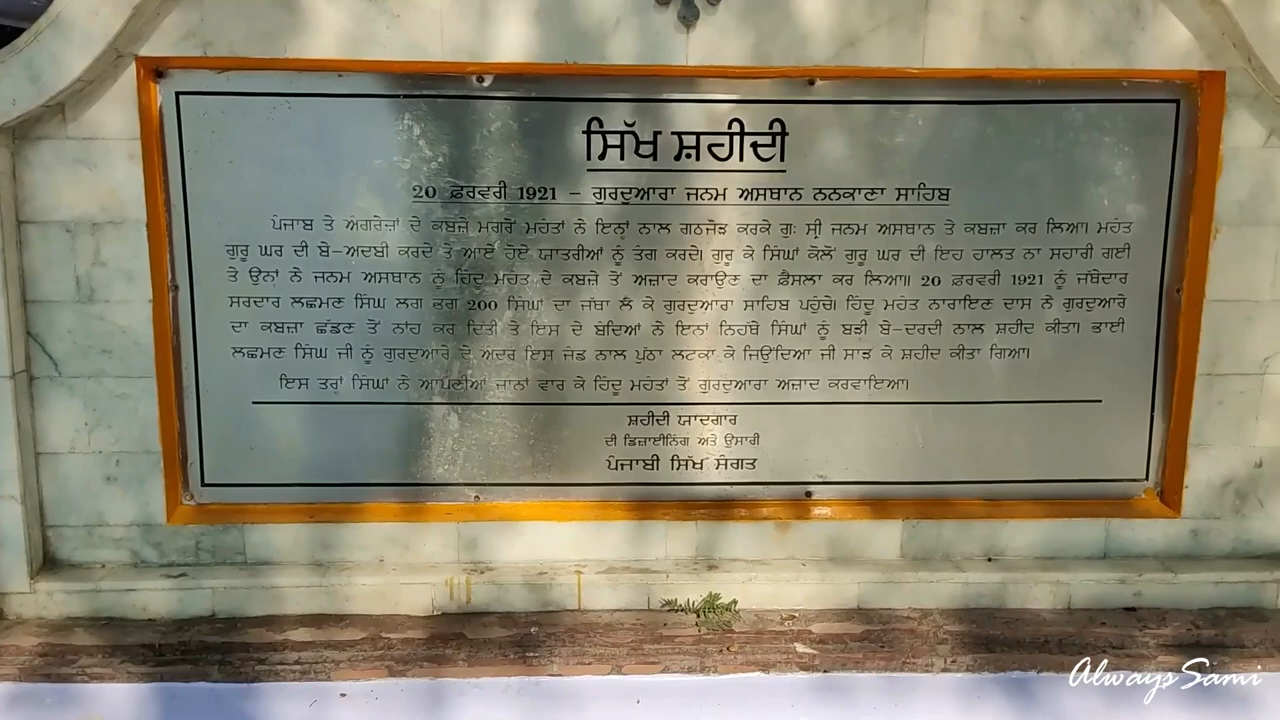 ਸਿੱਖ ਸ਼ਹੀਦੀ
20 ਫ਼ਰਵਰੀ 1921 – ਗੁਰਦੁਆਰਾ ਜਨਮ ਅਸਥਾਨ ਨਨਕਾਣਾ ਸਾਹਿਬ
ਪੰਜਾਬ ਤੇ ਅੰਗਰੇਜ਼ਾਂ ਦੇ ਕਬਜ਼ੇ ਮਗਰੋਂ ਮਹੰਤਾਂ ਨੇ ਇਨ੍ਹਾਂ ਨਾਲ ਗਠਜੋੜ ਕਰਕੇ ਗੁ: ਸ੍ਰੀ ਜਨਮ ਅਸਥਾਨ ਤੇ ਕਬਜ਼ਾ ਕਰ ਲਿਆ। ਮਹੰਤ
ਗੁਰੂ ਘਰ ਦੀ ਬੇ-ਅਦਬੀ ਕਰਦੇ ਤੇ ਆਏ ਹੋਏ ਯਾਤਰੀਆਂ ਨੂੰ ਤੰਗ ਕਰਦੇ। ਗੁਰੂ ਕੇ ਸਿੰਘਾਂ ਕੋਲੋਂ ਗੁਰੂ ਘਰ ਦੀ ਇਹ ਹਾਲਤ ਨਾ ਸਹਾਰੀ ਗਈ
ਤੇ ਉਨ੍ਹਾਂ ਨੇ ਜਨਮ ਅਸਥਾਨ ਨੂੰ ਹਿੰਦੂ ਮਹੰਤ ਦੇ ਕਬਜ਼ੇ ਤੋਂ ਅਜ਼ਾਦ ਕਰਾਉਣ ਦਾ ਫ਼ੈਸਲਾ ਕਰ ਲਿਆ॥ 20 ਫ਼ਰਵਰੀ 1921 ਨੂੰ ਜੱਥੇਦਾਰ
ਸਰਦਾਰ ਲਛਮਣ ਸਿੰਘ ਲਗ ਭਗ 200 ਸਿੰਘਾਂ ਦਾ ਜੱਥਾ ਲੈ ਕੇ ਗੁਰਦੁਆਰਾ ਸਾਹਿਬ ਪਹੁੰਚੇ। ਹਿੰਦੂ ਮਹੰਤ ਨਾਰਾਇਣ ਦਾਸ ਨੇ ਗੁਰਦੁਆਰੇ
ਦਾ ਕਬਜ਼ਾ ਛੱਡਣ ਤੋਂ ਨਾਂਹ ਕਰ ਦਿਤੀ ਤੇ ਇਸ ਦੇ ਬੰਦਿਆਂ ਨੇ ਇਨਾਂ ਨਿਹੱਥੇ ਸਿੰਘਾਂ ਨੂੰ ਬੜੀ ਬੇ-ਦਰਦੀ ਨਾਲ ਸ਼ਹੀਦ ਕੀਤਾ। ਭਾਈ
ਲਛਮਣ ਸਿੰਘ ਜੀ ਨੂੰ ਗੁਰਦੁਆਰੇ ਦੇ ਅੰਦਰ ਇਸ ਜੰਡ ਨਾਲ ਪੁੱਠਾ ਲਟਕਾ ਕੇ ਜਿਉਂਦਿਆ ਜੀ ਸਾੜ ਕੇ ਸ਼ਹੀਦ ਕੀਤਾ ਗਿਆ।
ਇਸ ਤਰ੍ਹਾਂ ਸਿੰਘਾਂ ਨੇ ਆਪਣੀਆਂ ਜਾਨਾਂ ਵਾਰ ਕੇ ਹਿੰਦੂ ਮਹੰਤਾਂ ਤੋਂ ਗੁਰਦੁਆਰਾ ਅਜ਼ਾਦ ਕਰਵਾਇਆ।
ਸ਼ਹੀਦੀ ਯਾਦਗਾਰ
ਦੀ ਡਿਜ਼ਾਈਨਿੰਗ ਅਤੇ ਉਸਾਰੀ
ਪੰਜਾਬੀ ਸਿੱਖ ਸੰਗਤ
AlwaysSami